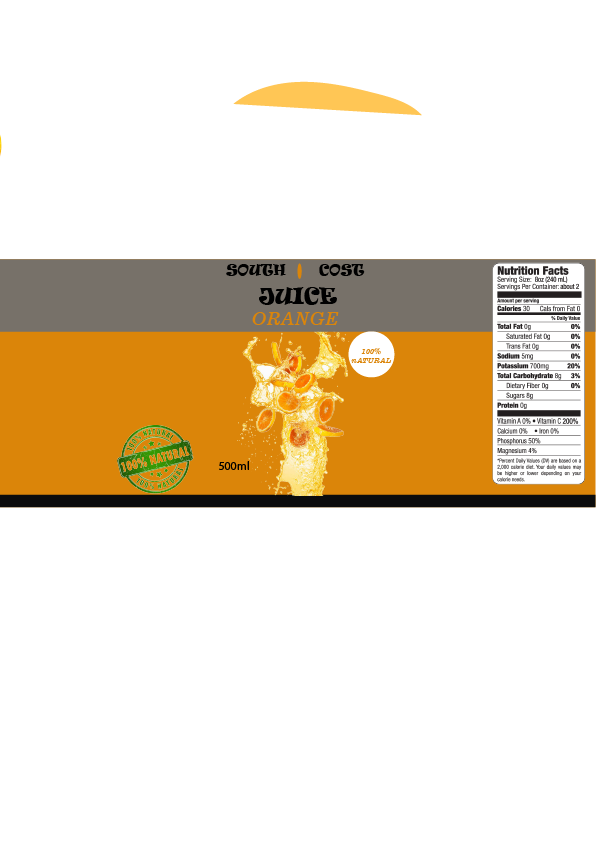 SOUTH COST
JUICE
ORANGE
100%
nATURAL
100% NATURAL
100% NATURAL
100% NATURAL
500ml
Nutrition Facts
Serving Size: 8oz (240 mL)
Servings Per Container: about 2
Amount per serving
Calories 30 Cals from Fat 0
% Daily Value
Total Fat 0g 0%
Saturated Fat 0g 0%
Trans Fat 0g 0%
Sodium 5mg 0%
Potassium 700mg 20%
Total Carbohydrate 8g 3%
Dietary Fiber 0g 0%
Sugars 8g
Protein 0g
Vitamin A 0% • Vitamin C 200%
Calcium 0% • Iron 0%
Phosphorus 50%
Magnesium 4%
*Percent Daily Values (DV) are based on a
2,000 calorie diet. Your daily values may
be higher or lower depending on your
calorie needs.